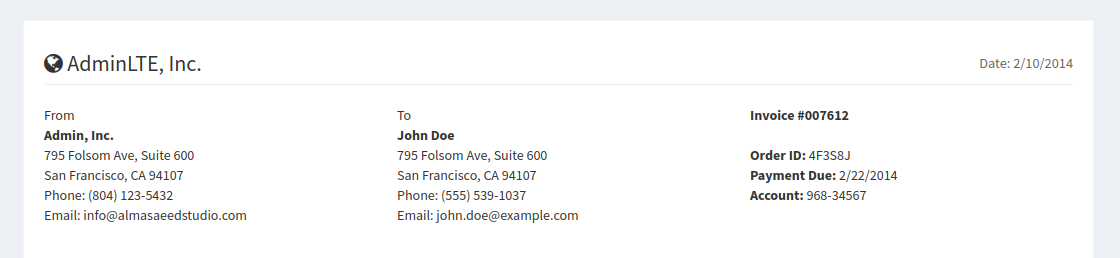 AdminLTE, Inc.
Date: 2/10/2014
From
Admin, Inc.
795 Folsom Ave, Suite 600
San Francisco, CA 94107
Phone: (804) 123-5432
Email: info@almasaeedstudio.com
To
John Doe
795 Folsom Ave, Suite 600
San Francisco, CA 94107
Phone: (555) 539-1037
Email: john.doe@example.com
Invoice #007612
Order ID: 4F3S8J
Payment Due: 2/22/2014
Account: 968-34567